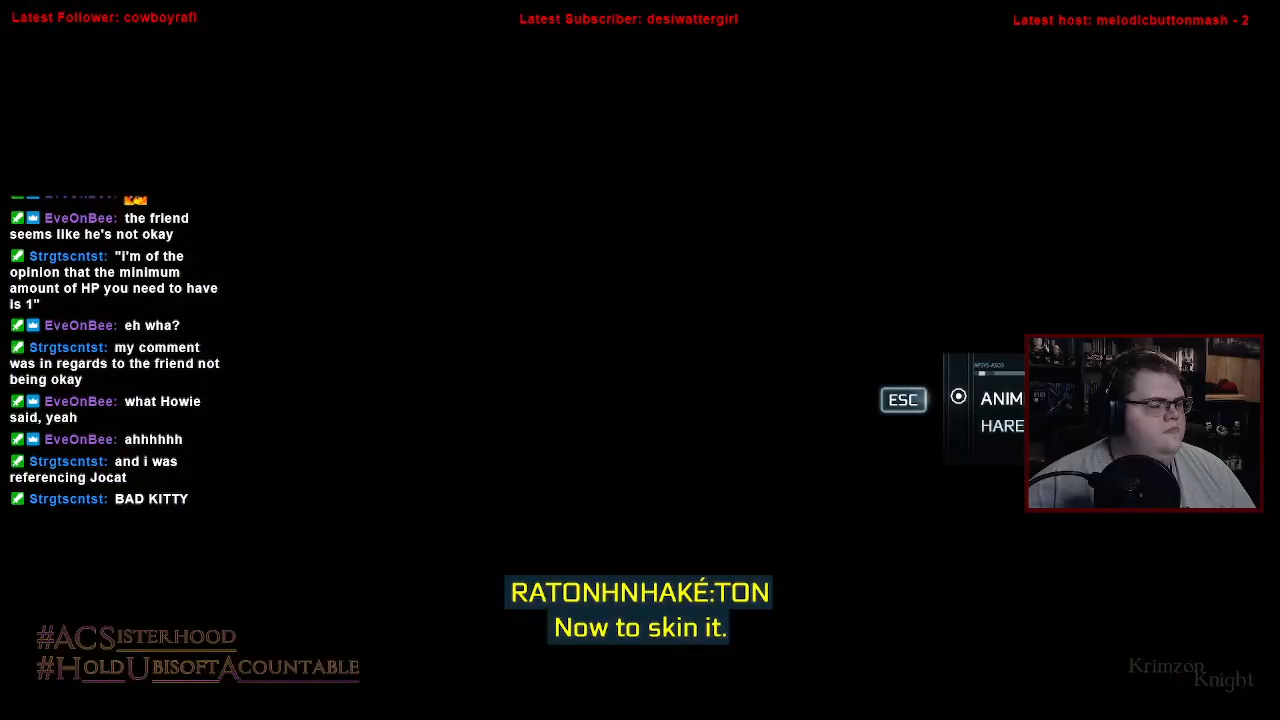 Latest Follower: cowboyrafl
Latest Subscriber: desiwattergirl
Latest host: melodicbuttonmash - 2
EveOnBee: the friend
seems like he's not okay
Strgtscntst: "i'm of the
opinion that the minimum
amount of HP you need to have
is 1"
EveOnBee: eh wha?
Strgtscntst: my comment
was in regards to the friend not
being okay
EveOnBee: what Howie
said, yeah
EveOnBee: ahhhhhh
Strgtscntst: and i was
referencing Jocat
Strgtscntst: BAD KITTY
ESC
ANIM
HARE
RATONHNHAKÉ:TON
Now to skin it.
#ACSISTERHOOD
#HOLDUBISOFTACOUNTABLE
Krimzon
Knight